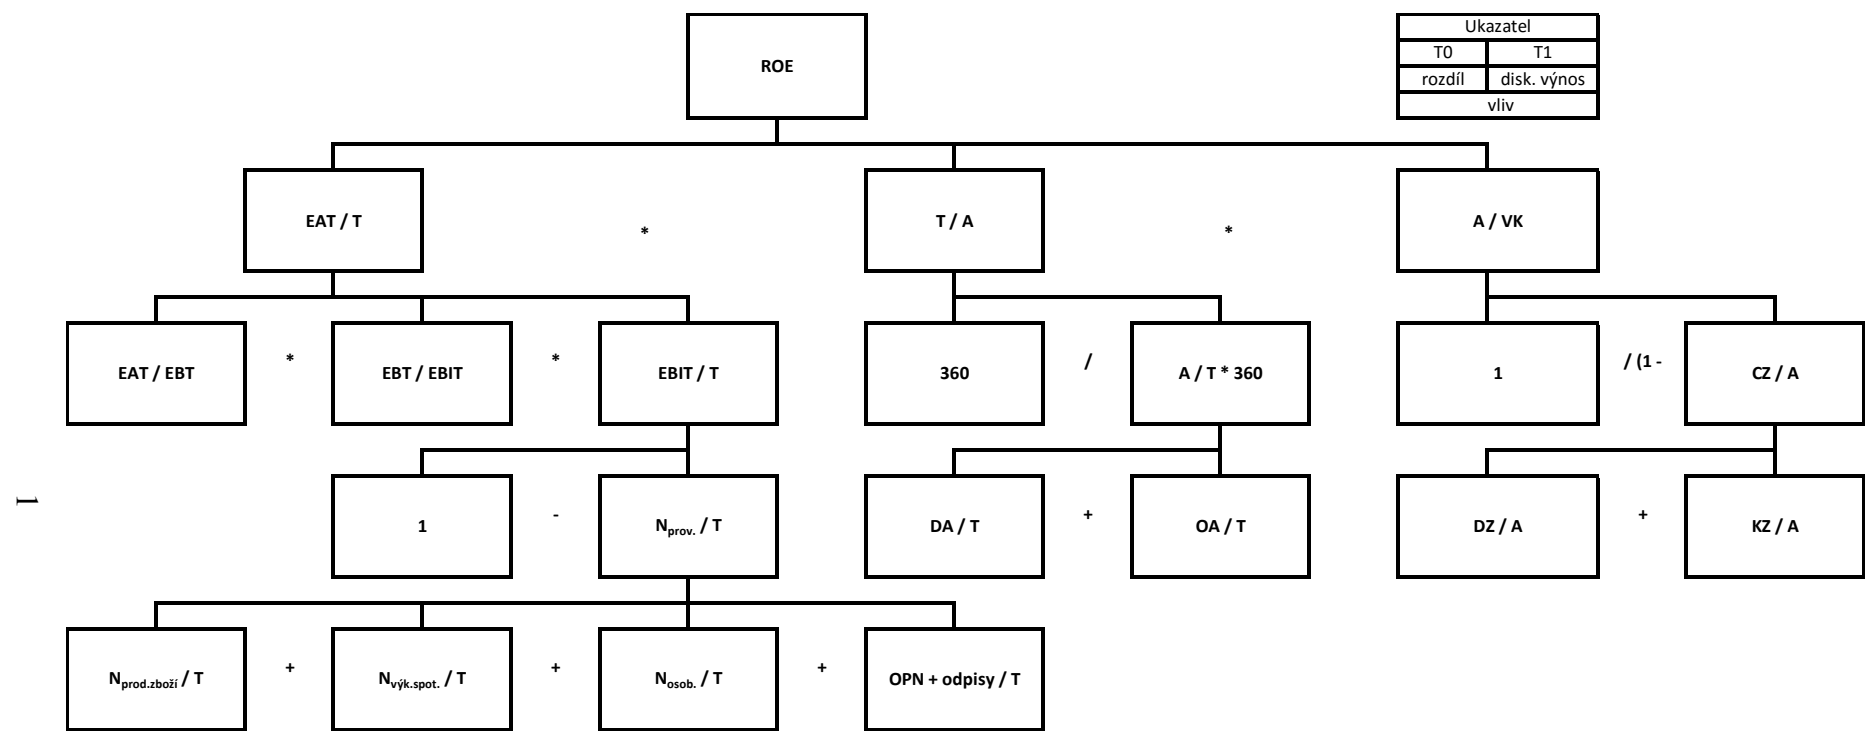 ROE
Ukazatel
T0 T1
rozdíl disk. výnos
vliv
EAT / T * T / A * A / VK
EAT / EBT * EBT / EBIT * EBIT / T 360 / A / T * 360 1 / (1 - CZ / A
1 - Nprov. / T DA / T + OA / T DZ / A + KZ / A
1
Nprod.zboží / T + Nvýk.spot. / T + Nosob. / T + OPN + odpisy / T